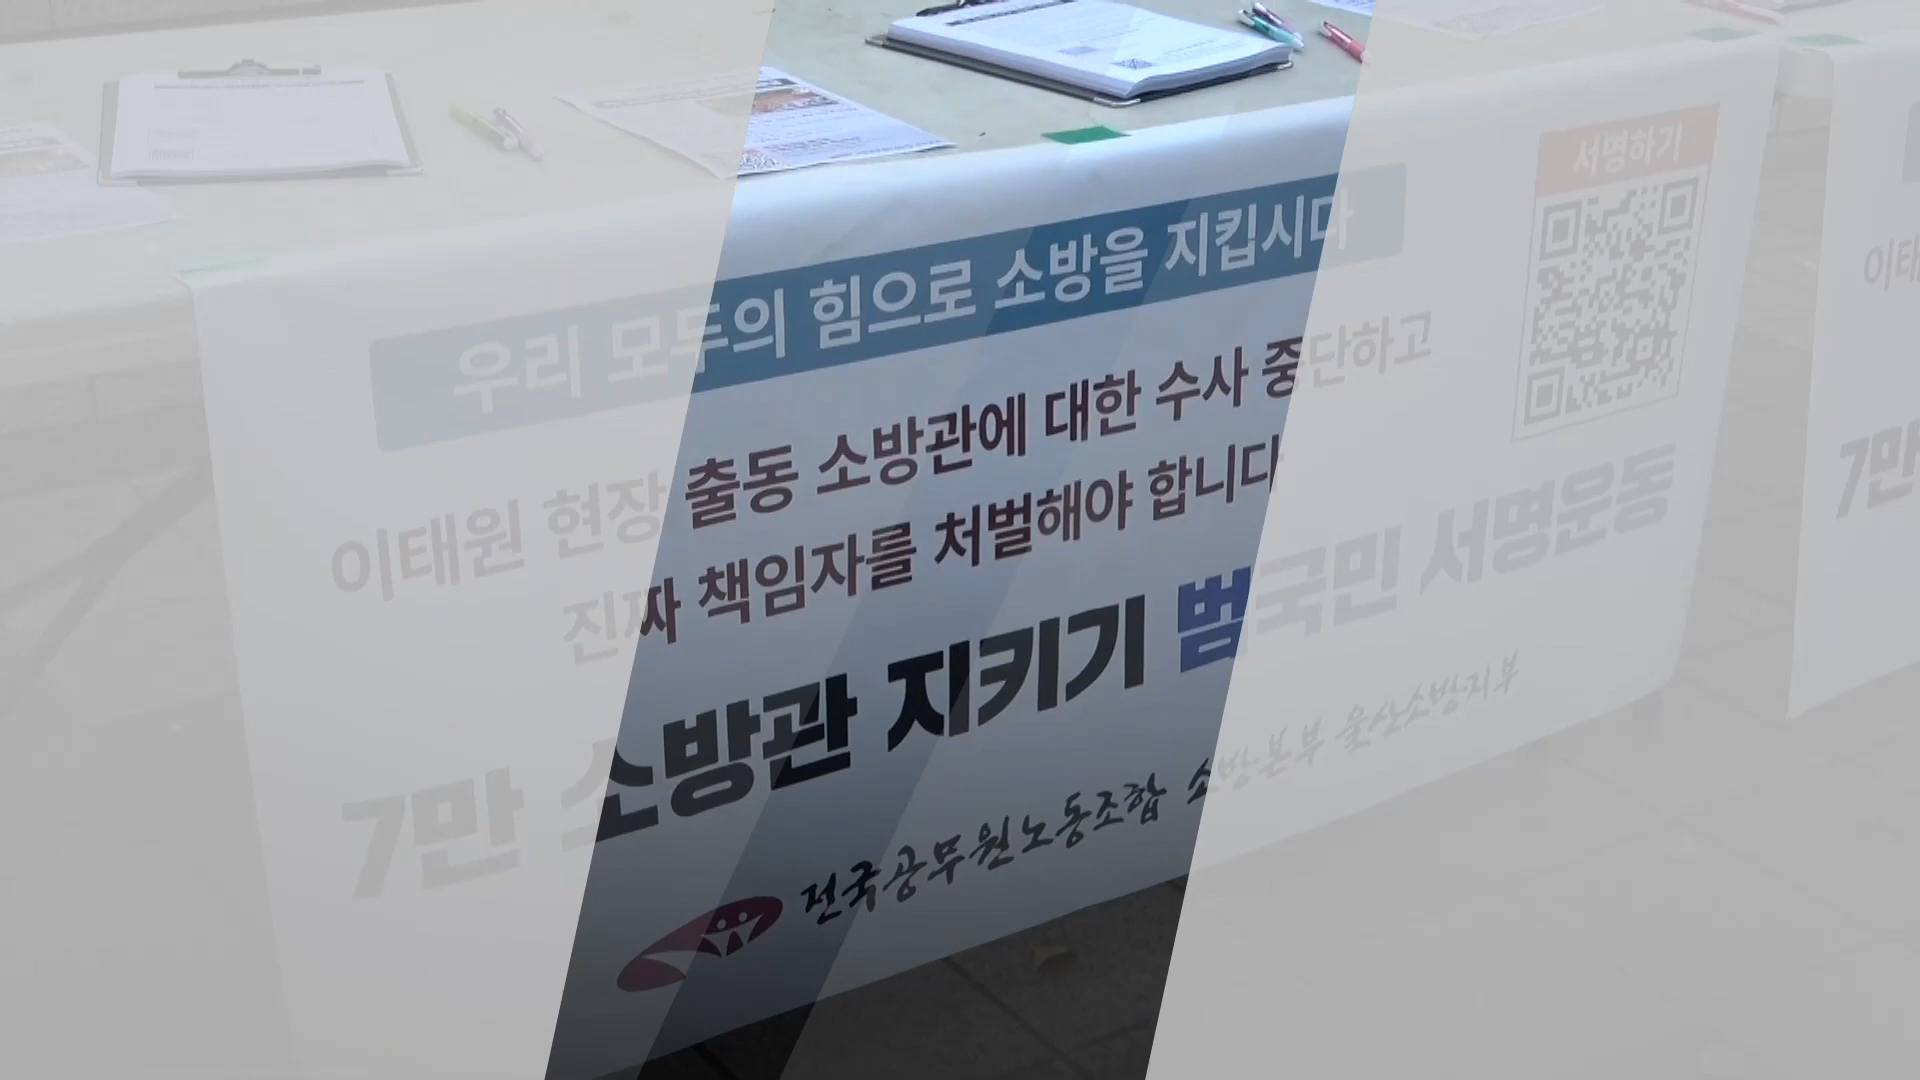 우리 모두의 힘으로 소방을 지킵시다
서명하기
이태원 현장 출동 소방관에 대한 수사 중단하고
진짜 책임자를 처벌해야 합니다
7만 소방관 지키기 범국민 서명운동
전국공무원노동조합 소방본부 울산소방지부
이태
7만